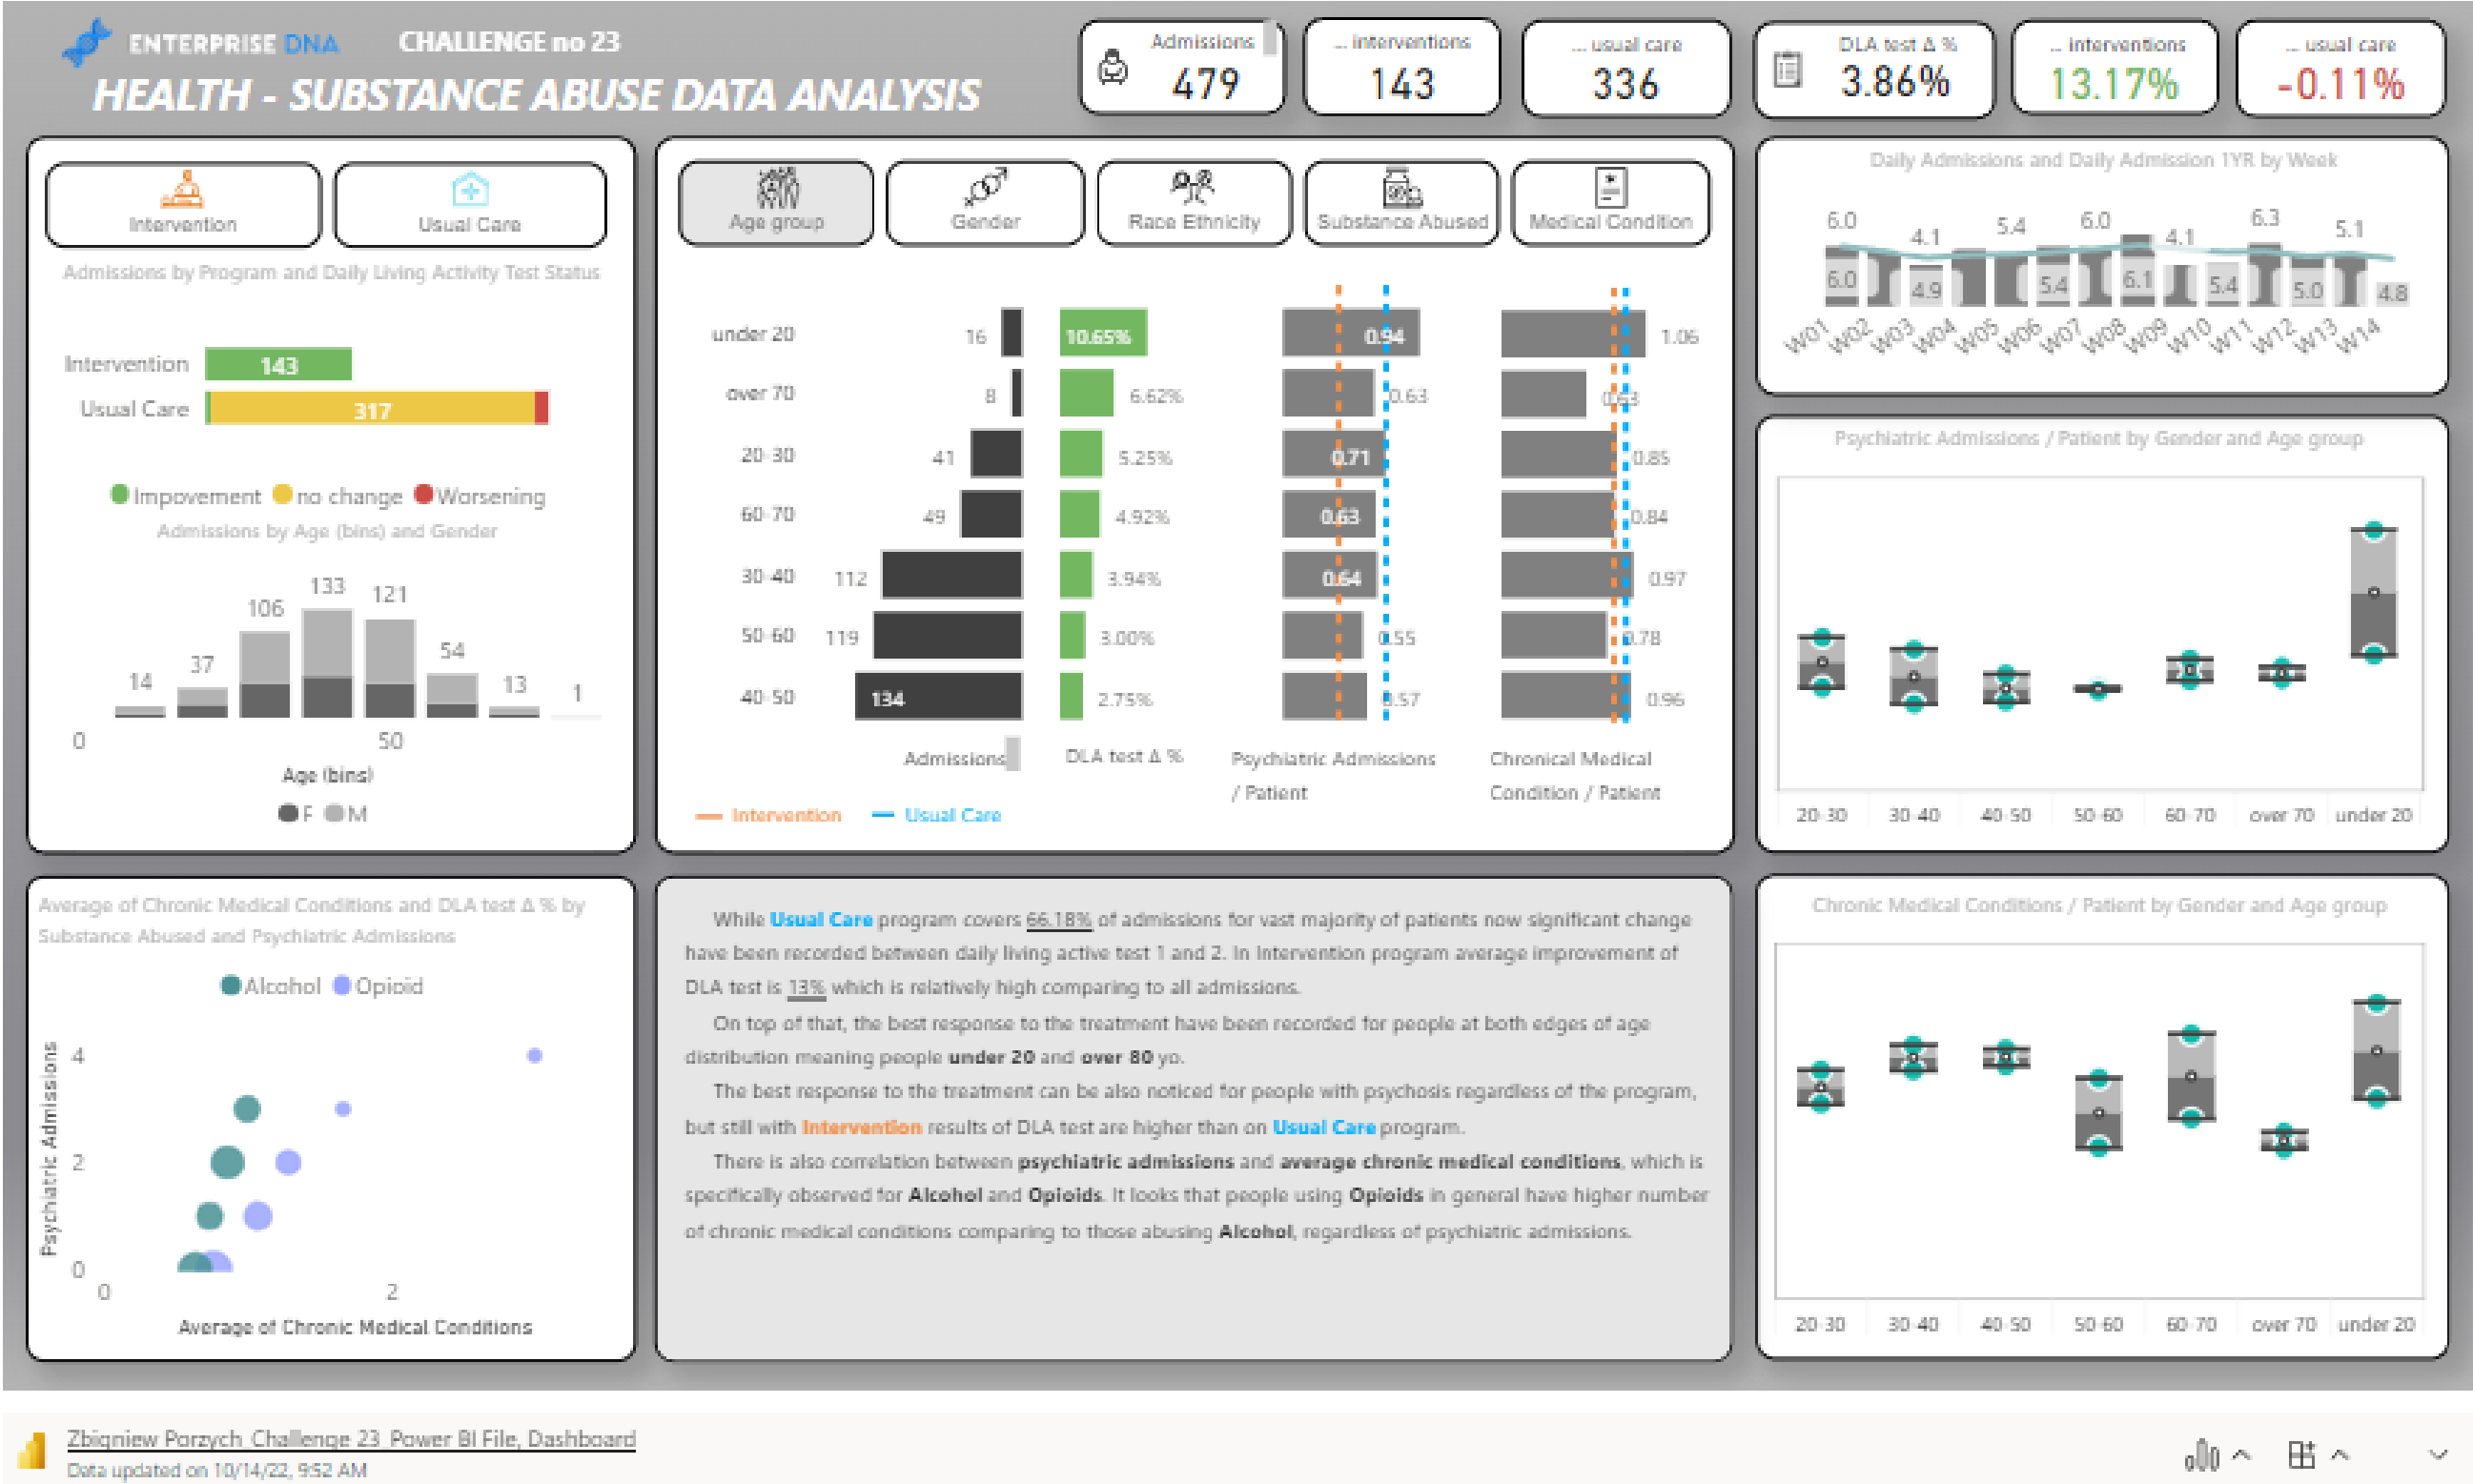 ENTERPRISE DNA CHALLENGE no 23
HEALTH - SUBSTANCE ABUSE DATA ANALYSIS
Admissions
479
... interventions
143
... usual care
336
DLA test Δ %
3.86%
... interventions
13.17%
... usual care
-0.11%
Intervention
Usual Care
Admissions by Program and Daily Living Activity Test Status
Intervention 143
Usual Care 317
Impovement no change Worsening
Admissions by Age (bins) and Gender
14 37 106 133 121 54 13 1
0 50
Age (bins)
F M
Age group
Gender
Race Ethnicity
Substance Abused
Medical Condition
under 20 16 10.65% 0.94 1.06
over 70 8 6.62% 0.63 0.63
20-30 41 5.25% 0.71 0.85
60-70 49 4.92% 0.63 0.84
30-40 112 3.94% 0.64 0.97
50-60 119 3.00% 0.55 0.78
40-50 134 2.75% 0.57 0.96
Admissions
DLA test Δ %
Psychiatric Admissions
/ Patient
Chronical Medical
Condition / Patient
Intervention Usual Care
Daily Admissions and Daily Admission 1YR by Week
6.0 4.1 5.4 6.0 4.1 6.3 5.1
6.0 4.9 5.4 6.1 5.4 5.0 4.8
W01 W02 W03 W04 W05 W06 W07 W08 W09 W10 W11 W12 W13 W14
Psychiatric Admissions / Patient by Gender and Age group
20-30 30-40 40-50 50-60 60-70 over 70 under 20
Average of Chronic Medical Conditions and DLA test Δ % by
Substance Abused and Psychiatric Admissions
Alcohol Opioid
Psychiatric Admissions
4
2
0
0 2
Average of Chronic Medical Conditions
While Usual Care program covers 66.18% of admissions for vast majority of patients now significant change
have been recorded between daily living active test 1 and 2. In Intervention program average improvement of
DLA test is 13% which is relatively high comparing to all admissions.
On top of that, the best response to the treatment have been recorded for people at both edges of age
distribution meaning people under 20 and over 80 yo.
The best response to the treatment can be also noticed for people with psychosis regardless of the program,
but still with Intervention results of DLA test are higher than on Usual Care program.
There is also correlation between psychiatric admissions and average chronic medical conditions, which is
specifically observed for Alcohol and Opioids. It looks that people using Opioids in general have higher number
of chronic medical conditions comparing to those abusing Alcohol, regardless of psychiatric admissions.
Chronic Medical Conditions / Patient by Gender and Age group
20-30 30-40 40-50 50-60 60-70 over 70 under 20
Zbigniew Porzych_Challenge 23_Power BI File, Dashboard
Data updated on 10/14/22, 9:52 AM